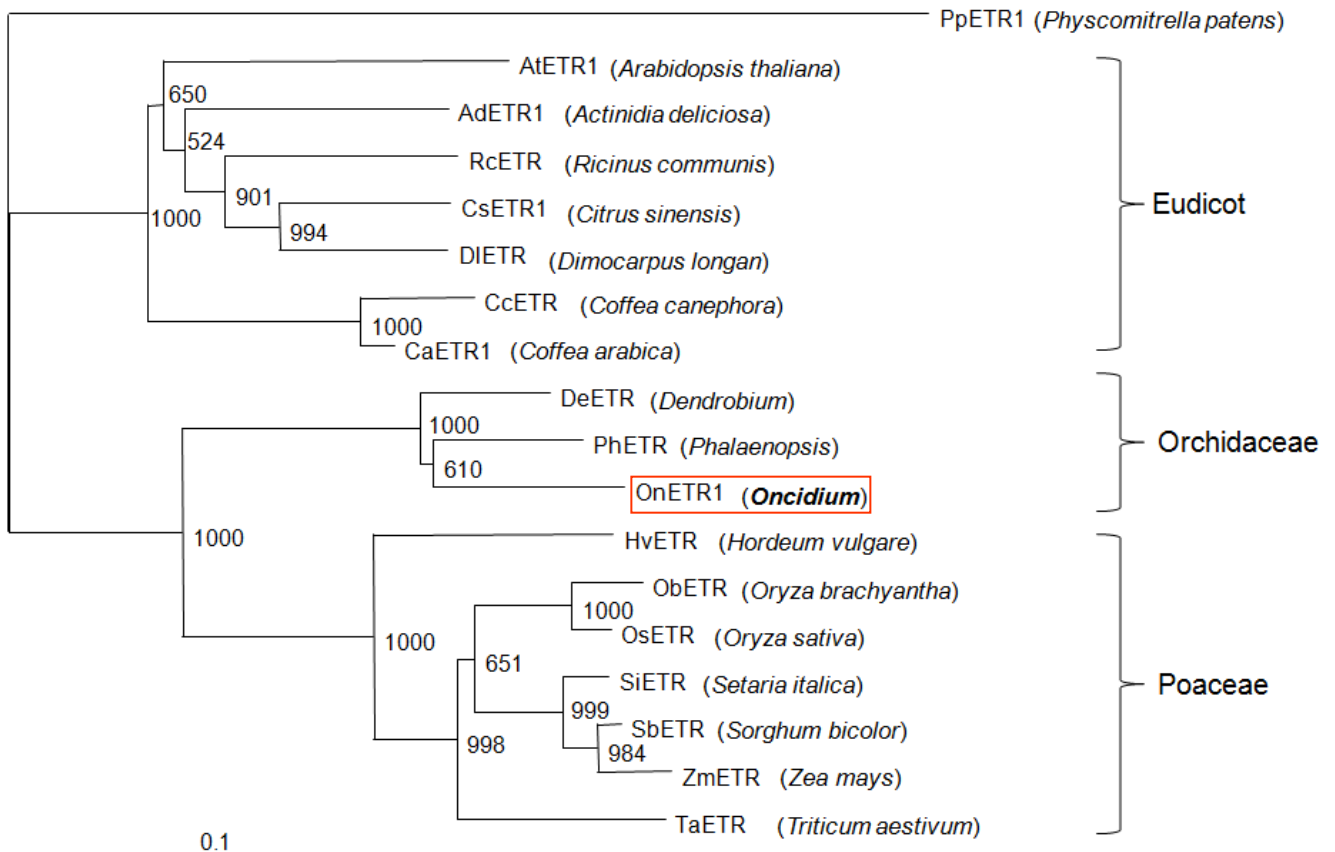 PpETR1 (Physcomitrella patens)
AtETR1 (Arabidopsis thaliana)
650
AdETR1 (Actinidia deliciosa)
524
RcETR (Ricinus communis)
901
CsETR1 (Citrus sinensis)
Eudicot
1000
994
DlETR (Dimocarpus longan)
CcETR (Coffea canephora)
1000
CaETR1 (Coffea arabica)
DeETR (Dendrobium)
1000
PhETR (Phalaenopsis)
Orchidaceae
610
OnETR1 (Oncidium)
1000
HvETR (Hordeum vulgare)
ObETR (Oryza brachyantha)
1000
OsETR (Oryza sativa)
1000
651
SiETR (Setaria italica)
Poaceae
999
SbETR (Sorghum bicolor)
998
984
ZmETR (Zea mays)
TaETR (Triticum aestivum)
0.1